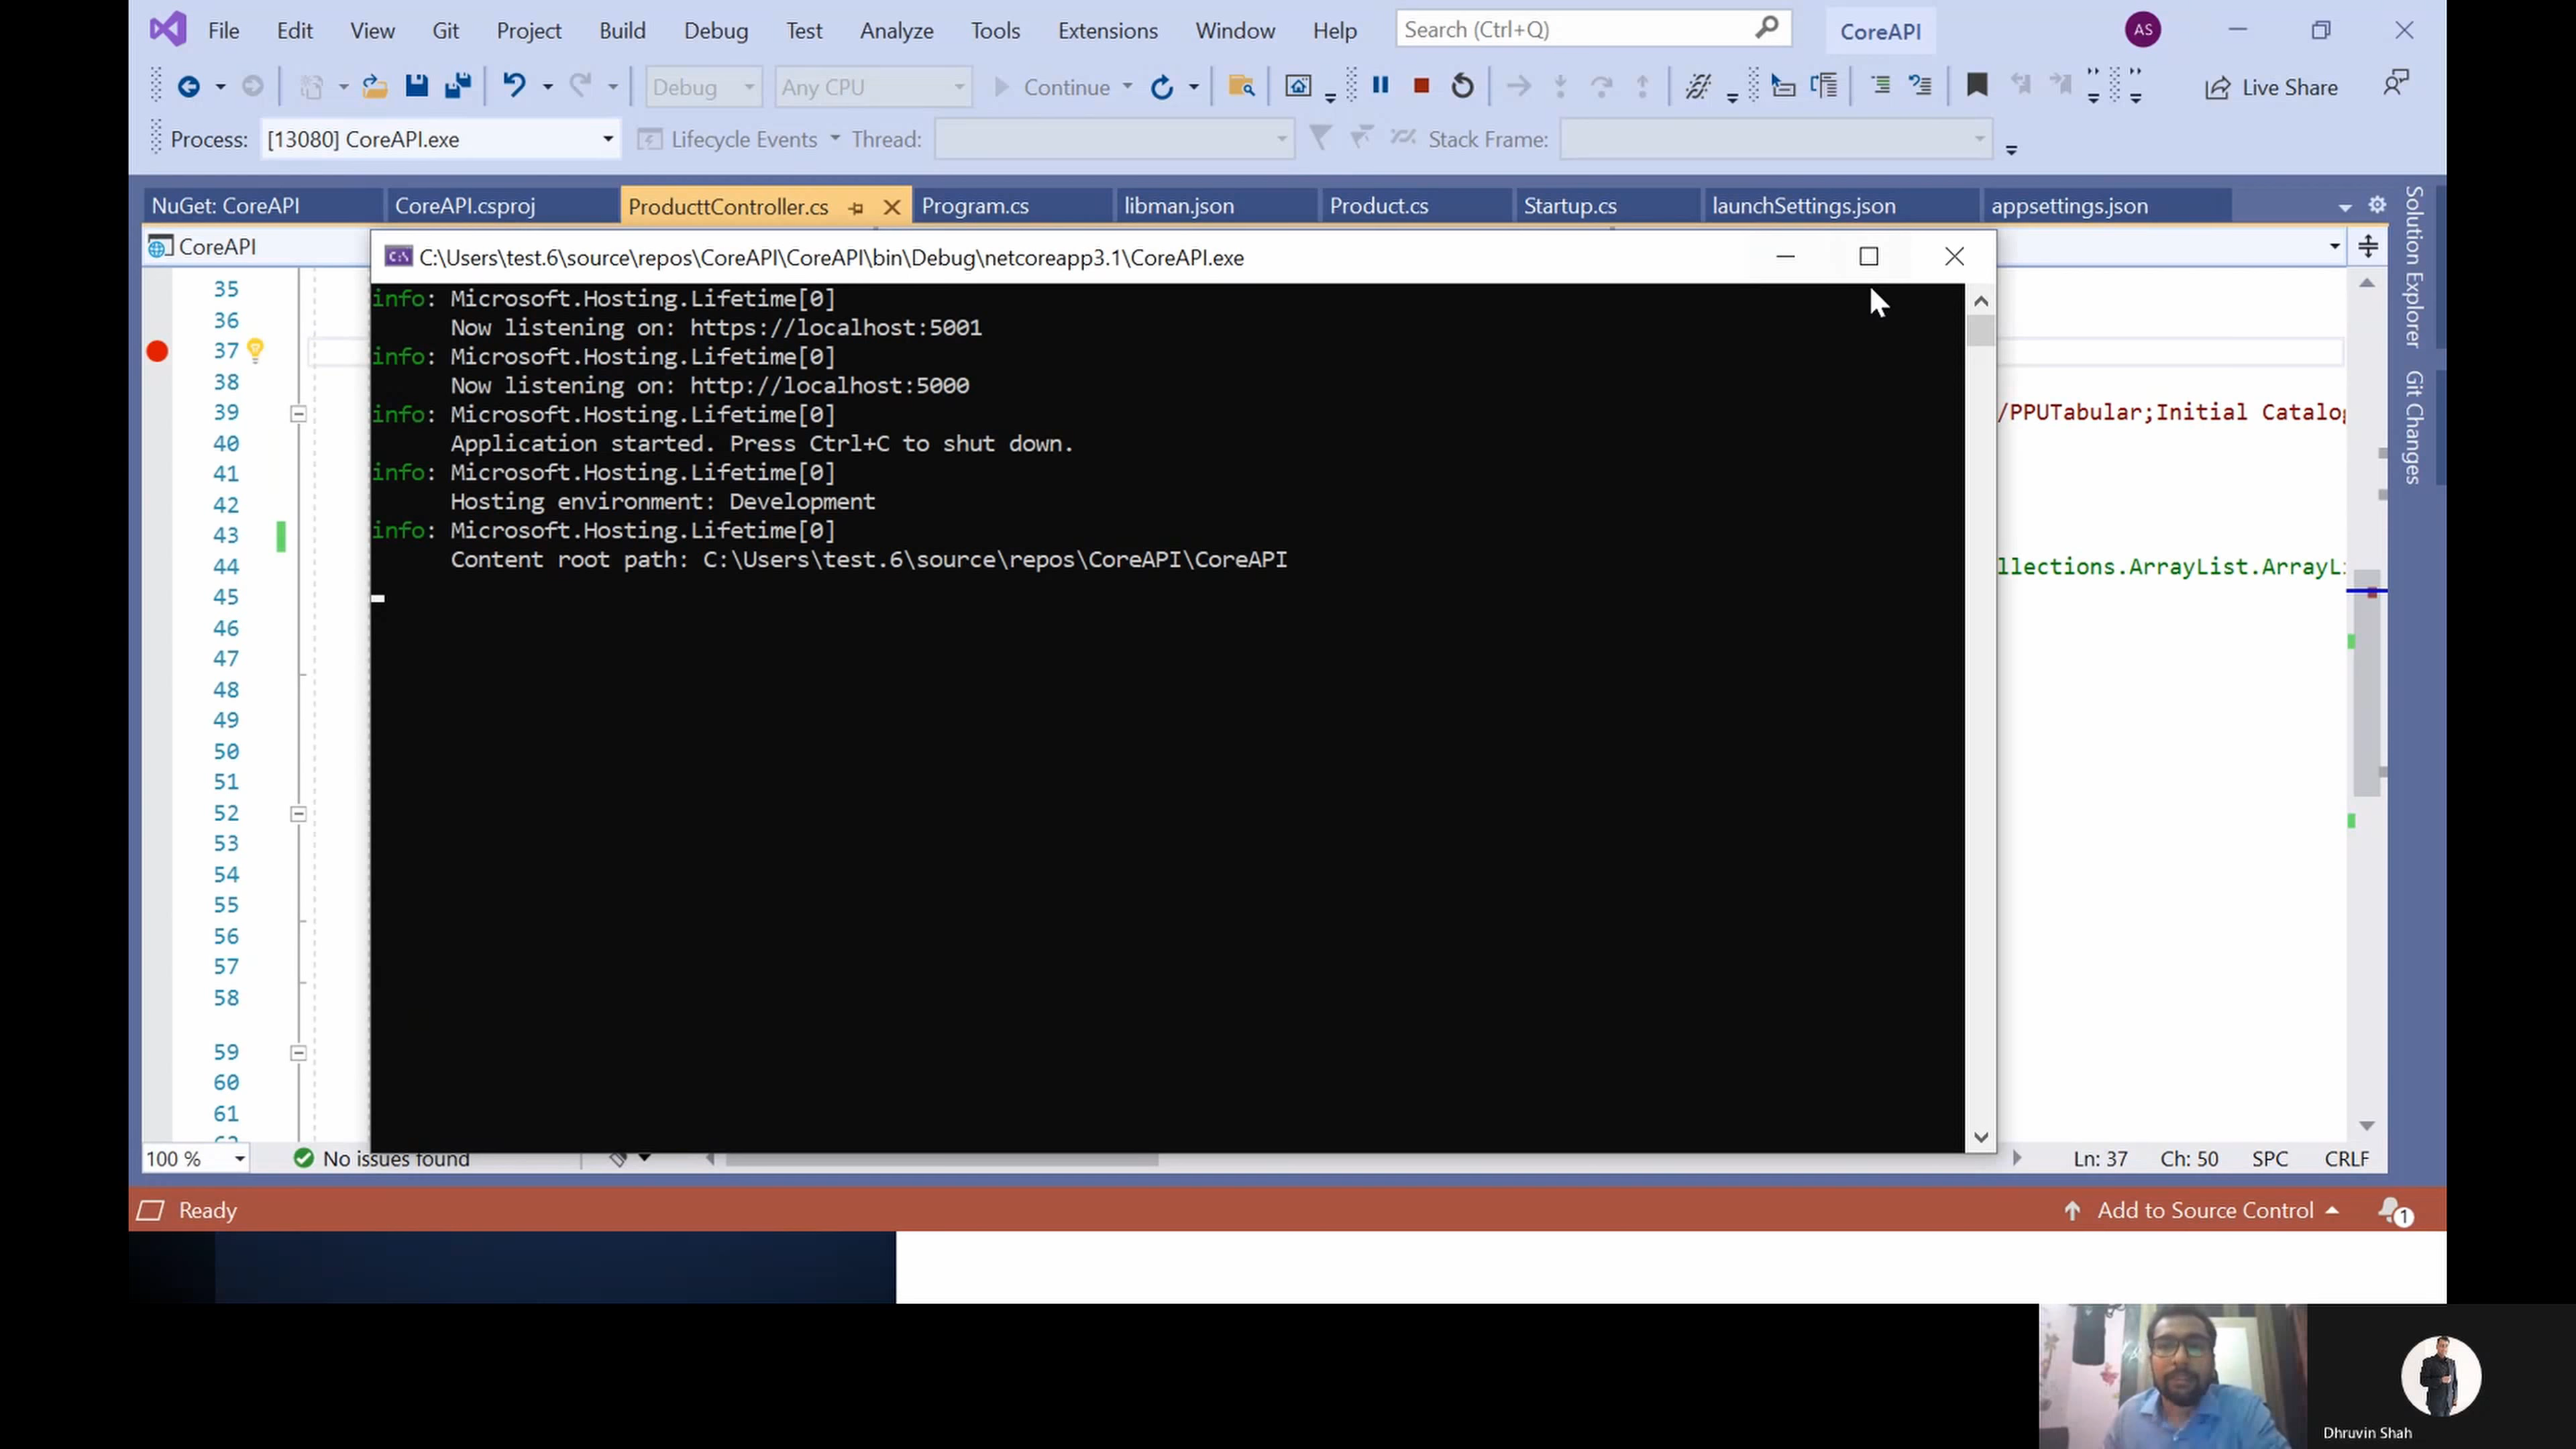 File Edit View Git Project Build Debug Test Analyze Tools Extensions Window Help Search (Ctrl+Q) CoreAPI AS
Debug Any CPU Continue Live Share
Process: [13080] CoreAPI.exe Lifecycle Events Thread: Stack Frame:
NuGet: CoreAPI CoreAPI.csproj ProducttController.cs Program.cs libman.json Product.cs Startup.cs launchSettings.json appsettings.json
CoreAPI
C:\Users\test.6\source\repos\CoreAPI\CoreAPI\bin\Debug\netcoreapp3.1\CoreAPI.exe
info: Microsoft.Hosting.Lifetime[0]
Now listening on: https://localhost:5001
info: Microsoft.Hosting.Lifetime[0]
Now listening on: http://localhost:5000
info: Microsoft.Hosting.Lifetime[0]
Application started. Press Ctrl+C to shut down.
info: Microsoft.Hosting.Lifetime[0]
Hosting environment: Development
info: Microsoft.Hosting.Lifetime[0]
Content root path: C:\Users\test.6\source\repos\CoreAPI\CoreAPI
35
36
37
38
39
40
41
42
43
44
45
46
47
48
49
50
51
52
53
54
55
56
57
58
59
60
61
/PPUTabular;Initial Catalog
llections.ArrayList.ArrayLi
Solution Explorer
Git Changes
100 % No issues found Ln: 37 Ch: 50 SPC CRLF
Ready Add to Source Control 1
Dhruvin Shah